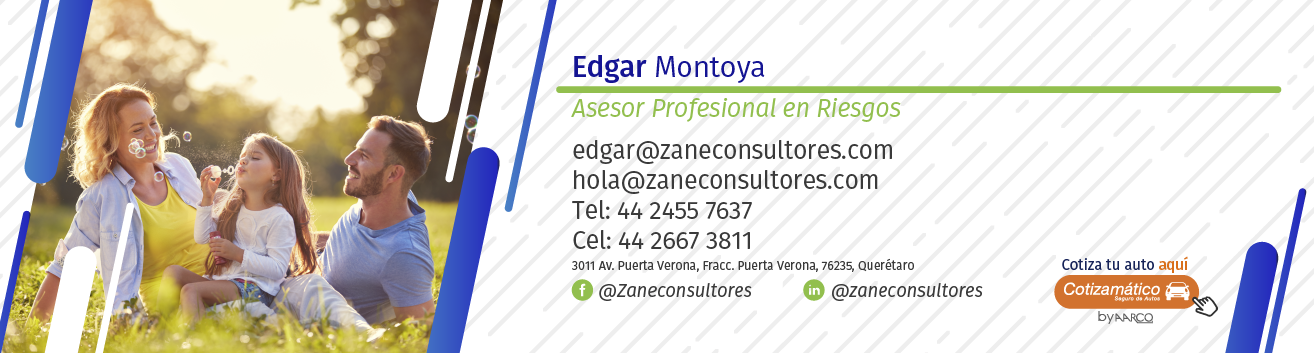 Edgar Montoya
Asesor Profesional en Riesgos
edgar@zaneconsultores.com
hola@zaneconsultores.com
Tel: 44 2455 7637
Cel: 44 2667 3811
3011 Av. Puerta Verona, Fracc. Puerta Verona, 76235, Querétaro
f @Zaneconsultores in @zaneconsultores
Cotiza tu auto aquí
Cotizamático
Seguro de Autos
by AARCO